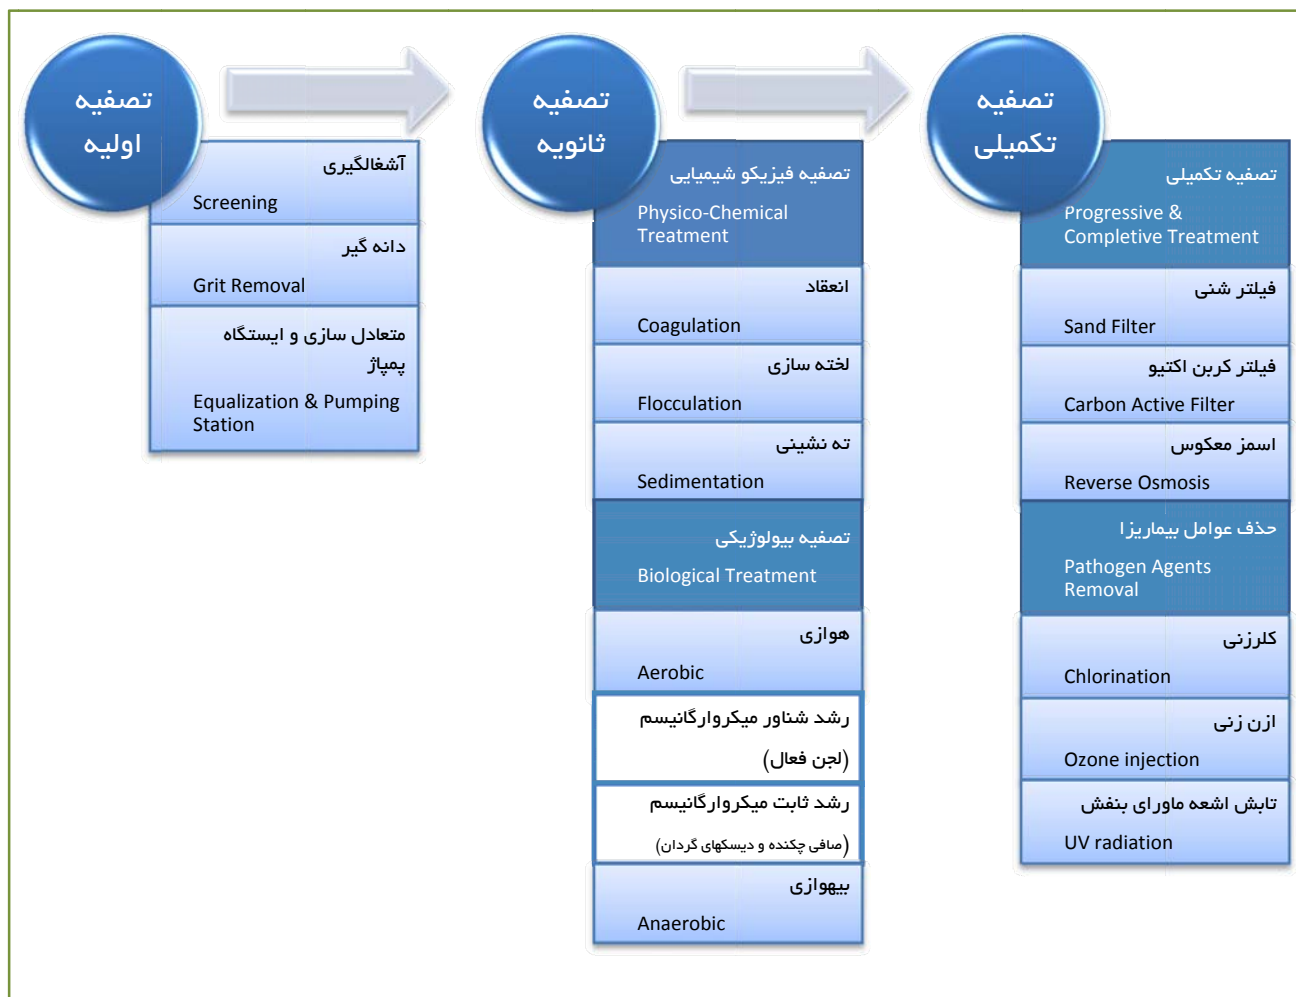 تصفیه
اولیه
آشغالگیری
Screening
دانه گیر
Grit Removal
متعادل سازی و ایستگاه
پمپاژ
Equalization & Pumping
Station
تصفیه
ثانویه
تصفیه فیزیکو شیمیایی
Physico-Chemical
Treatment
انعقاد
Coagulation
لخته سازی
Flocculation
ته نشینی
Sedimentation
تصفیه بیولوژیکی
Biological Treatment
هوازی
Aerobic
رشد شناور میکروارگانیسم
(لجن فعال)
رشد ثابت میکروارگانیسم
(صافی چکنده و دیسکهای گردان)
بیهوازی
Anaerobic
تصفیه
تکمیلی
تصفیه تکمیلی
Progressive &
Completive Treatment
فیلتر شنی
Sand Filter
فیلتر کربن اکتیو
Carbon Active Filter
اسمز معکوس
Reverse Osmosis
حذف عوامل بیماریزا
Pathogen Agents
Removal
کلرزنی
Chlorination
ازن زنی
Ozone injection
تابش اشعه ماورای بنفش
UV radiation